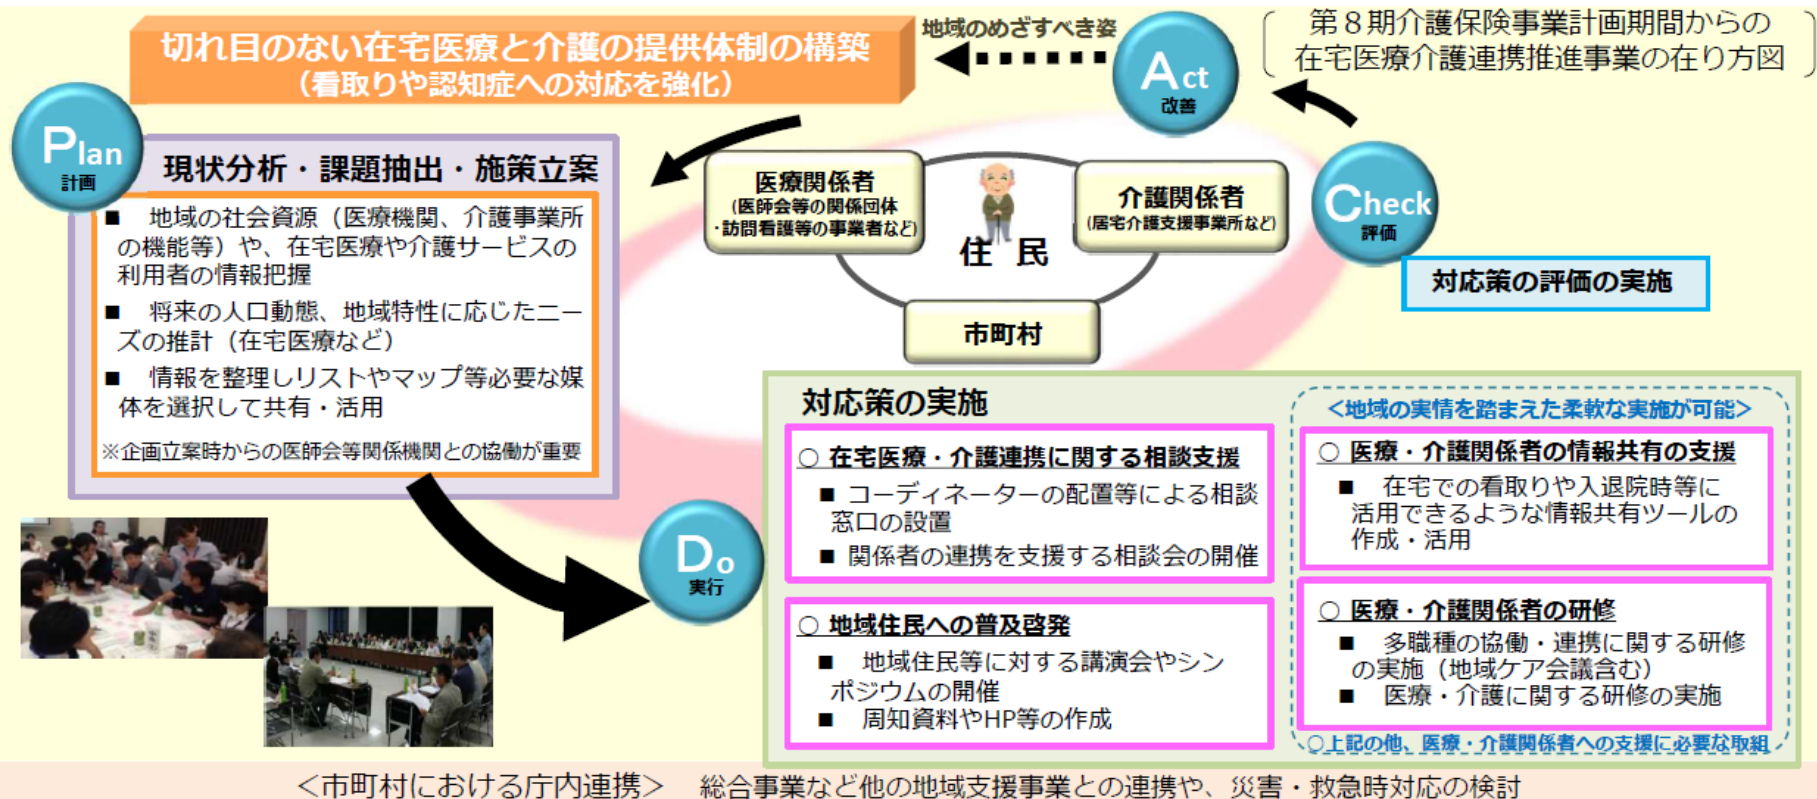 切れ目のない在宅医療と介護の提供体制の構築
（看取りや認知症への対応を強化）
地域のめざすべき姿
Act
改善
第８期介護保険事業計画期間からの
在宅医療介護連携推進事業の在り方図
Plan
計画
現状分析・課題抽出・施策立案
■ 地域の社会資源（医療機関、介護事業所
の機能等）や、在宅医療や介護サービスの
利用者の情報把握
■ 将来の人口動態、地域特性に応じたニー
ズの推計（在宅医療など）
■ 情報を整理しリストやマップ等必要な媒
体を選択して共有・活用
※企画立案時からの医師会等関係機関との協働が重要
医療関係者
(医師会等の関係団体
・訪問看護等の事業者など)
介護関係者
(居宅介護支援事業所など)
住 民
市町村
Check
評価
対応策の評価の実施
Do
実行
対応策の実施
○ 在宅医療・介護連携に関する相談支援
■ コーディネーターの配置等による相談
窓口の設置
■ 関係者の連携を支援する相談会の開催
○ 地域住民への普及啓発
■ 地域住民等に対する講演会やシン
ポジウムの開催
■ 周知資料やHP等の作成
＜地域の実情を踏まえた柔軟な実施が可能＞
○ 医療・介護関係者の情報共有の支援
■ 在宅での看取りや入退院時等に
活用できるような情報共有ツールの
作成・活用
○ 医療・介護関係者の研修
■ 多職種の協働・連携に関する研修
の実施（地域ケア会議含む）
■ 医療・介護に関する研修の実施
○上記の他、医療・介護関係者への支援に必要な取組
＜市町村における庁内連携＞ 総合事業など他の地域支援事業との連携や、災害・救急時対応の検討